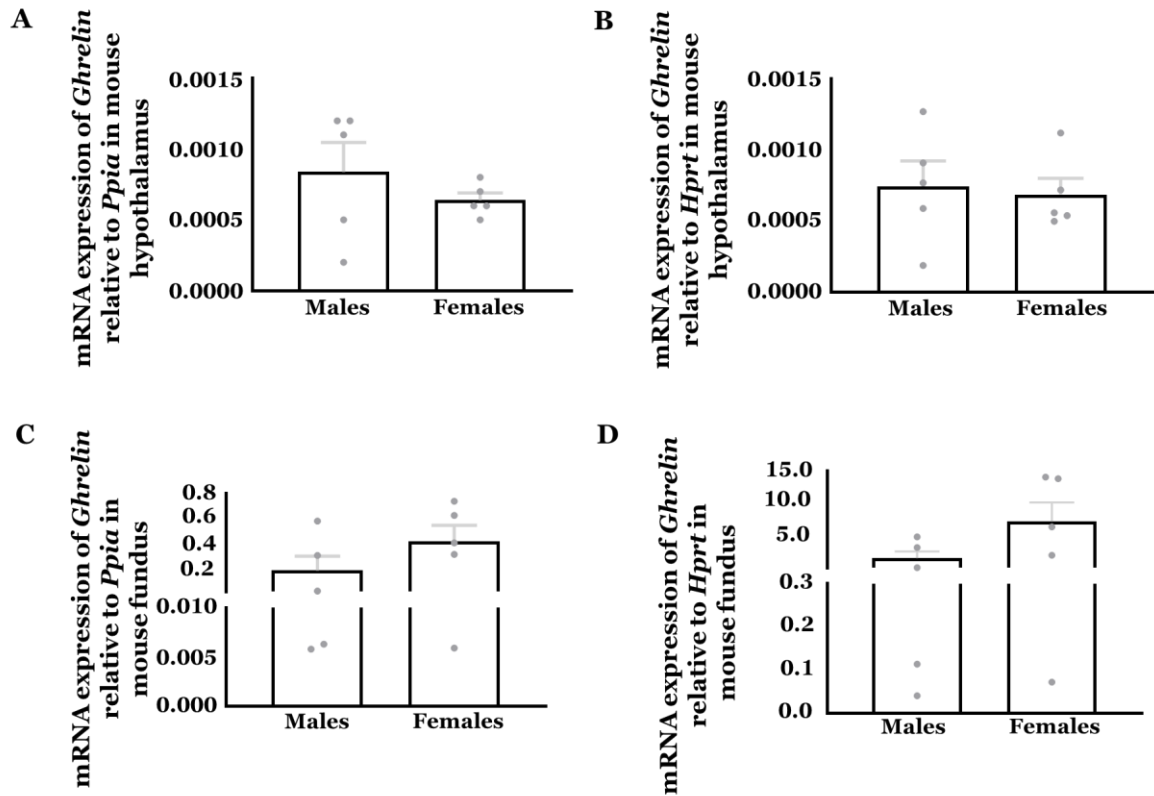 A
mRNA expression of Ghrelin
relative to Ppia in mouse
hypothalamus
0.0015
0.0010
0.0005
0.0000
Males Females
B
mRNA expression of Ghrelin
relative to Hprt in mouse
hypothalamus
0.0015
0.0010
0.0005
0.0000
Males Females
C
mRNA expression of Ghrelin
relative to Ppia in
mouse fundus
0.8
0.6
0.4
0.2
0.010
0.005
0.000
Males Females
D
mRNA expression of Ghrelin
relative to Hprt in
mouse fundus
15.0
10.0
5.0
0.3
0.2
0.1
0.0
Males Females